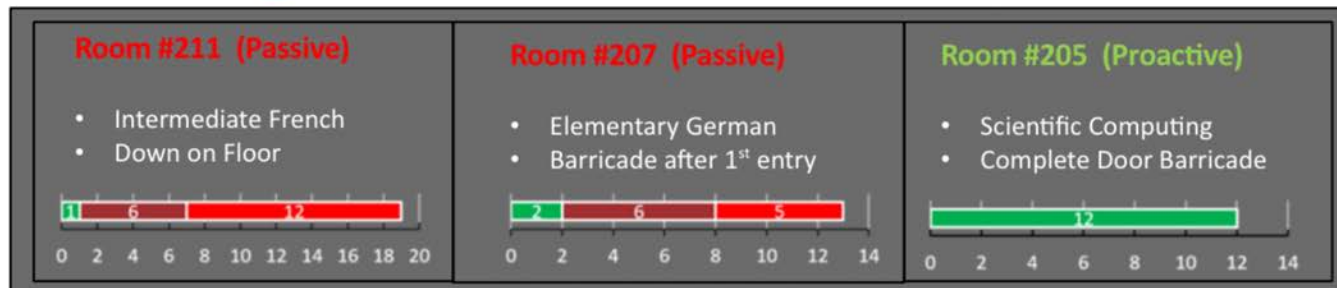 Room #211 (Passive)
• Intermediate French
• Down on Floor
1 6 12
0 2 4 6 8 10 12 14 16 18 20
Room #207 (Passive)
• Elementary German
• Barricade after 1st entry
2 6 5
0 2 4 6 8 10 12 14
Room #205 (Proactive)
• Scientific Computing
• Complete Door Barricade
12
0 2 4 6 8 10 12 14